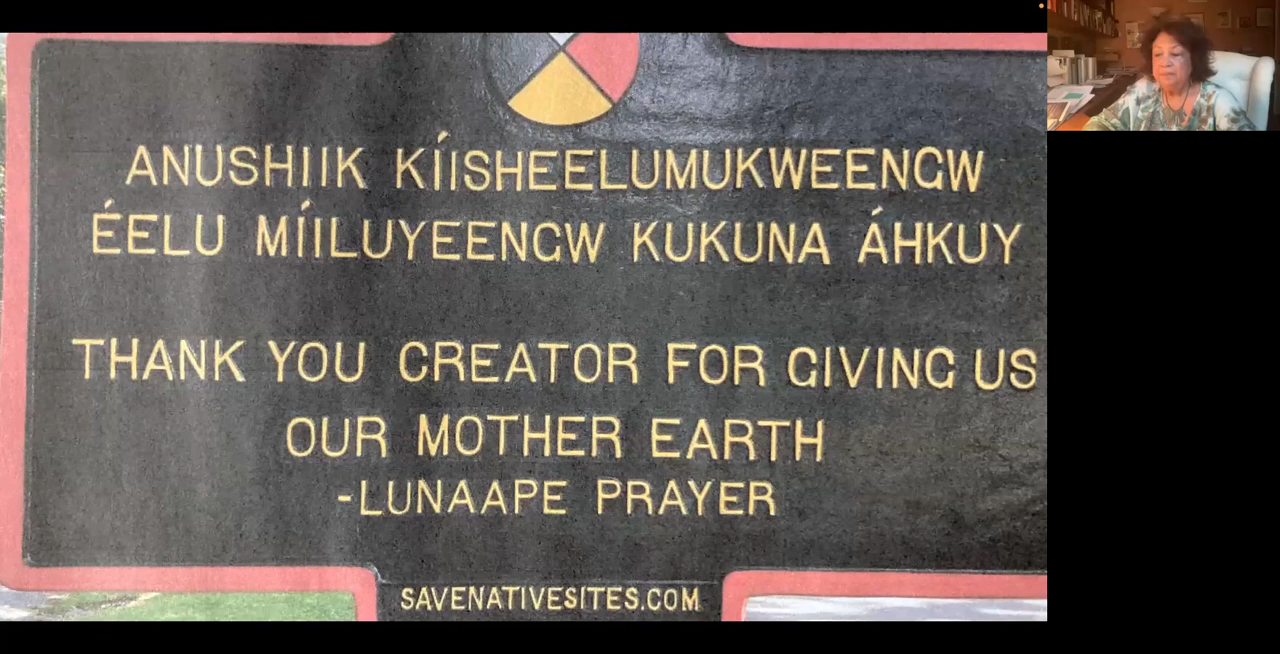 ANUSHIIK KÍISHEELUMUKWEENGW
ÉELU MÍILUYEENGW KUKUNA ÁHKUY
THANK YOU CREATOR FOR GIVING US
OUR MOTHER EARTH
-LUNAAPE PRAYER
SAVENATIVESITES.COM